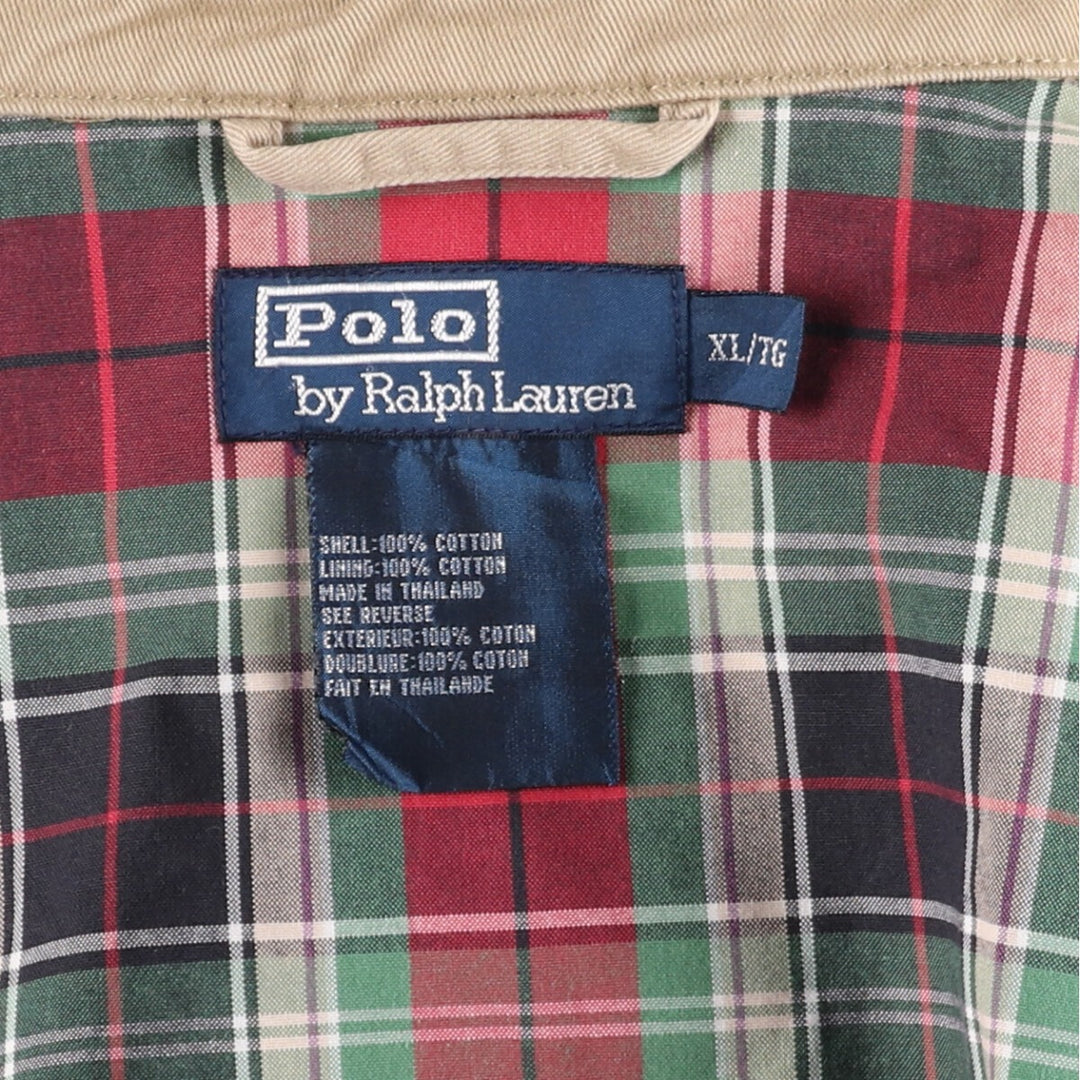 Polo
by Ralph Lauren
XL/TG
SHELL:100% COTTON
LINING:100% COTTON
MADE IN THAILAND
SEE REVERSE
EXTERIEUR:100% COTON
DOUBLURE:100% COTON
FAIT EN THAILANDE